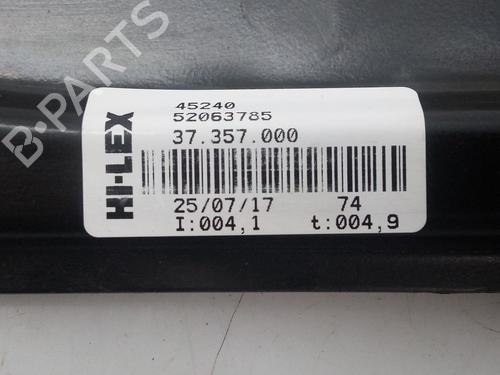 B-PARTS
HI-LEX
45240
52063785
37.357.000
25/07/17 74
I:004,1 t:004,9